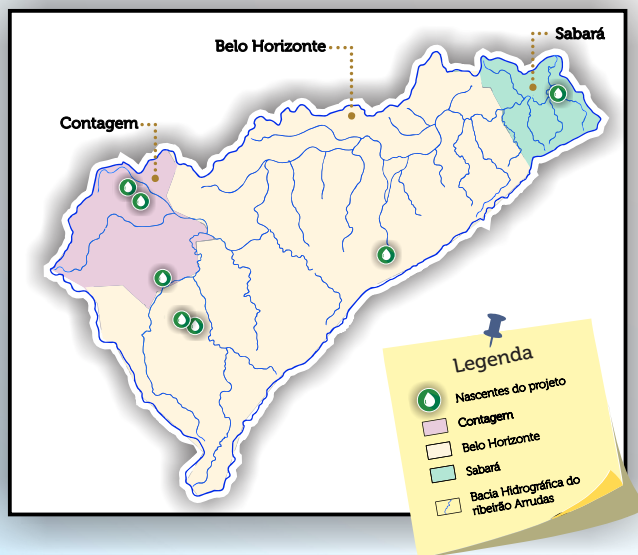 Sabará
Belo Horizonte
Contagem
Legenda
Nascentes do projeto
Contagem
Belo Horizonte
Sabará
Bacia Hidrográfica do
ribeirão Arrudas